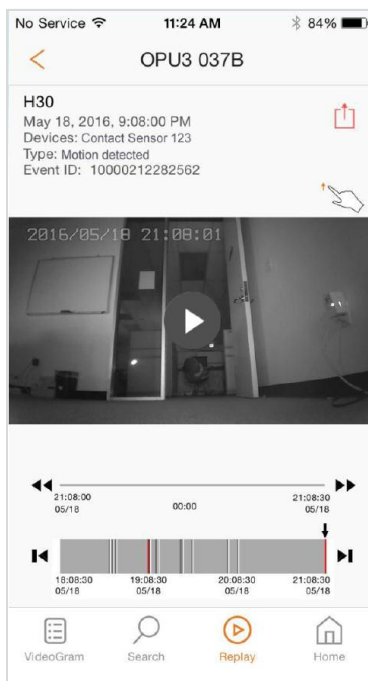 No Service 11:24 AM 84%
OPU3 037B
H30
May 18, 2016, 9:08:00 PM
Devices: Contact Sensor 123
Type: Motion detected
Event ID: 10000212282562
2016/05/18 21:08:01
21:08:00 00:00 21:08:30
05/18 05/18
18:08:30 19:08:30 20:08:30 21:08:30
05/18 05/18 05/18 05/18
VideoGram Search Replay Home